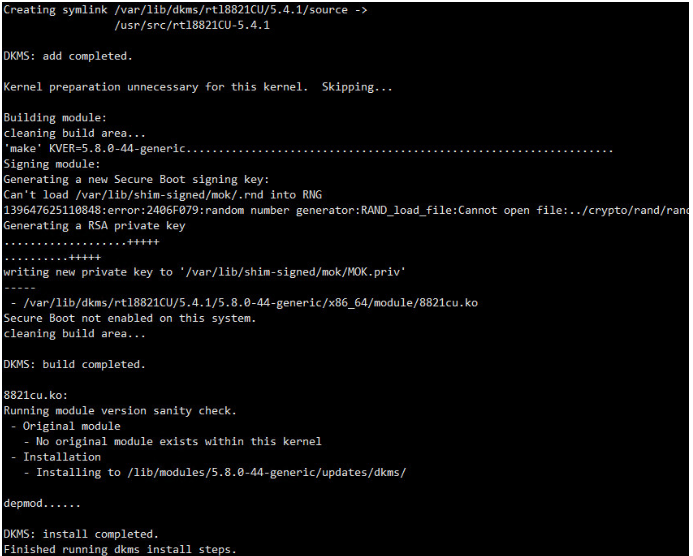 Creating symlink /var/lib/dkms/rtl8821CU/5.4.1/source ->
/usr/src/rtl8821CU-5.4.1
DKMS: add completed.
Kernel preparation unnecessary for this kernel.  Skipping...
Building module:
cleaning build area...
'make' KVER=5.8.0-44-generic..................................................................
Signing module:
Generating a new Secure Boot signing key:
Can't load /var/lib/shim-signed/mok/.rnd into RNG
139647625110848:error:2406F079:random number generator:RAND_load_file:Cannot open file:../crypto/rand/rand
Generating a RSA private key
...................+++++
..........+++++
writing new private key to '/var/lib/shim-signed/mok/MOK.priv'
-----
- /var/lib/dkms/rtl8821CU/5.4.1/5.8.0-44-generic/x86_64/module/8821cu.ko
Secure Boot not enabled on this system.
cleaning build area...
DKMS: build completed.
8821cu.ko:
Running module version sanity check.
- Original module
- No original module exists within this kernel
- Installation
- Installing to /lib/modules/5.8.0-44-generic/updates/dkms/
depmod......
DKMS: install completed.
Finished running dkms install steps.